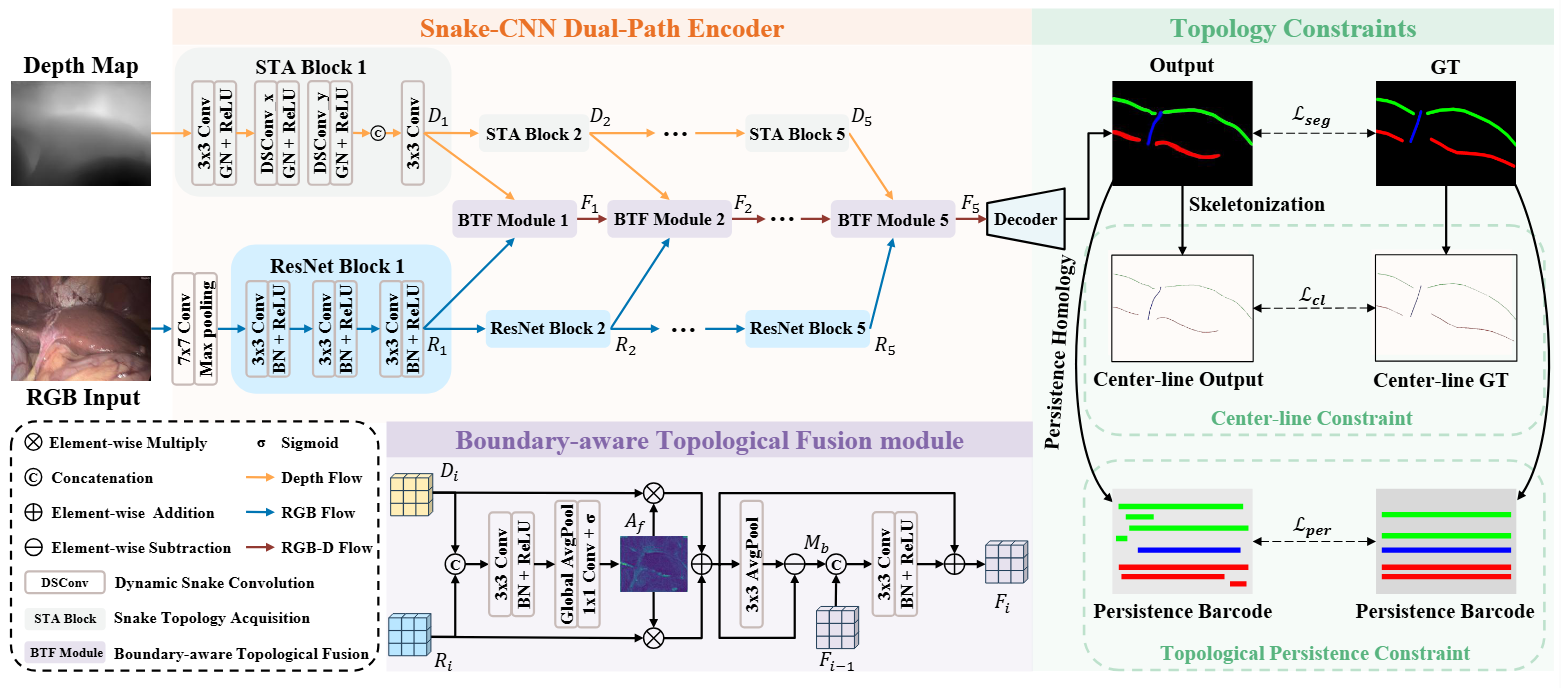 Snake-CNN Dual-Path Encoder
Topology Constraints
Depth Map
STA Block 1
3x3 Conv
GN + ReLU
DSConv_x
GN + ReLU
DSConv_y
GN + ReLU
C
3x3 Conv
D_1
STA Block 2
D_2
...
STA Block 5
D_5
BTF Module 1
F_1
BTF Module 2
F_2
...
BTF Module 5
F_5
Decoder
RGB Input
7x7 Conv
Max pooling
ResNet Block 1
3x3 Conv
BN + ReLU
3x3 Conv
BN + ReLU
3x3 Conv
BN + ReLU
R_1
ResNet Block 2
R_2
...
ResNet Block 5
R_5
Output
GT
ℒ_seg
Skeletonization
ℒ_cl
Center-line Output
Center-line GT
Center-line Constraint
Persistence Homology
ℒ_per
Persistence Barcode
Persistence Barcode
Topological Persistence Constraint
Element-wise Multiply
σ Sigmoid
C Concatenation
Depth Flow
Element-wise Addition
RGB Flow
Element-wise Subtraction
RGB-D Flow
DSConv Dynamic Snake Convolution
STA Block Snake Topology Acquisition
BTF Module Boundary-aware Topological Fusion
Boundary-aware Topological Fusion module
D_i
R_i
C
3x3 Conv
BN + ReLU
Global AvgPool
1x1 Conv + σ
A_f
3x3 AvgPool
M_b
C
F_{i-1}
3x3 Conv
BN + ReLU
F_i